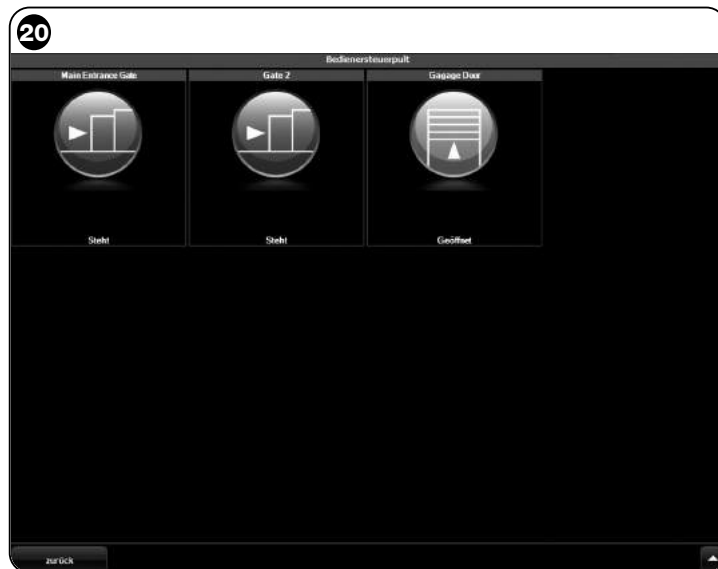 20
Bedienersteuerpult
Main Entrance Gate Gate 2 Gagage Door
Steht Steht Geöffnet
zurück